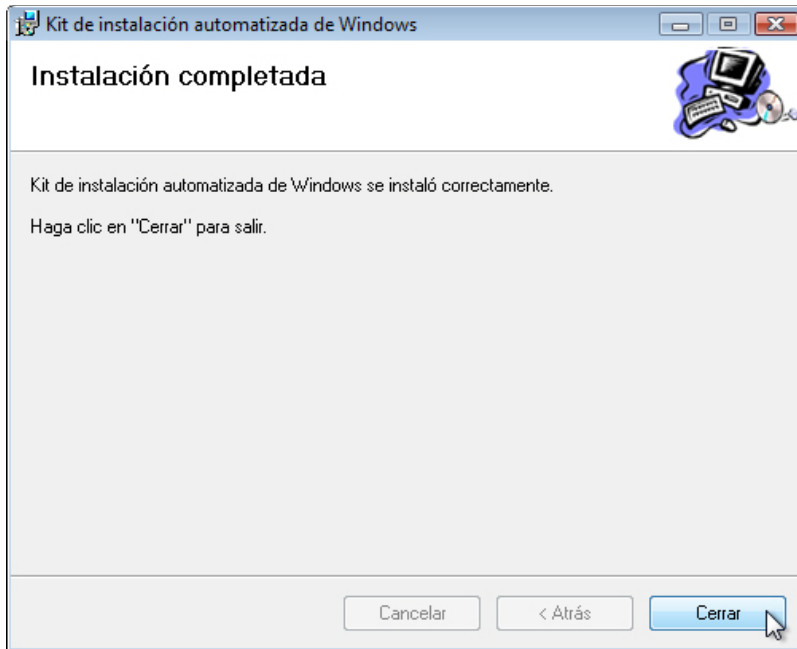 Kit de instalación automatizada de Windows
Instalación completada
Kit de instalación automatizada de Windows se instaló correctamente.
Haga clic en "Cerrar" para salir.
Cancelar
< Atrás
Cerrar